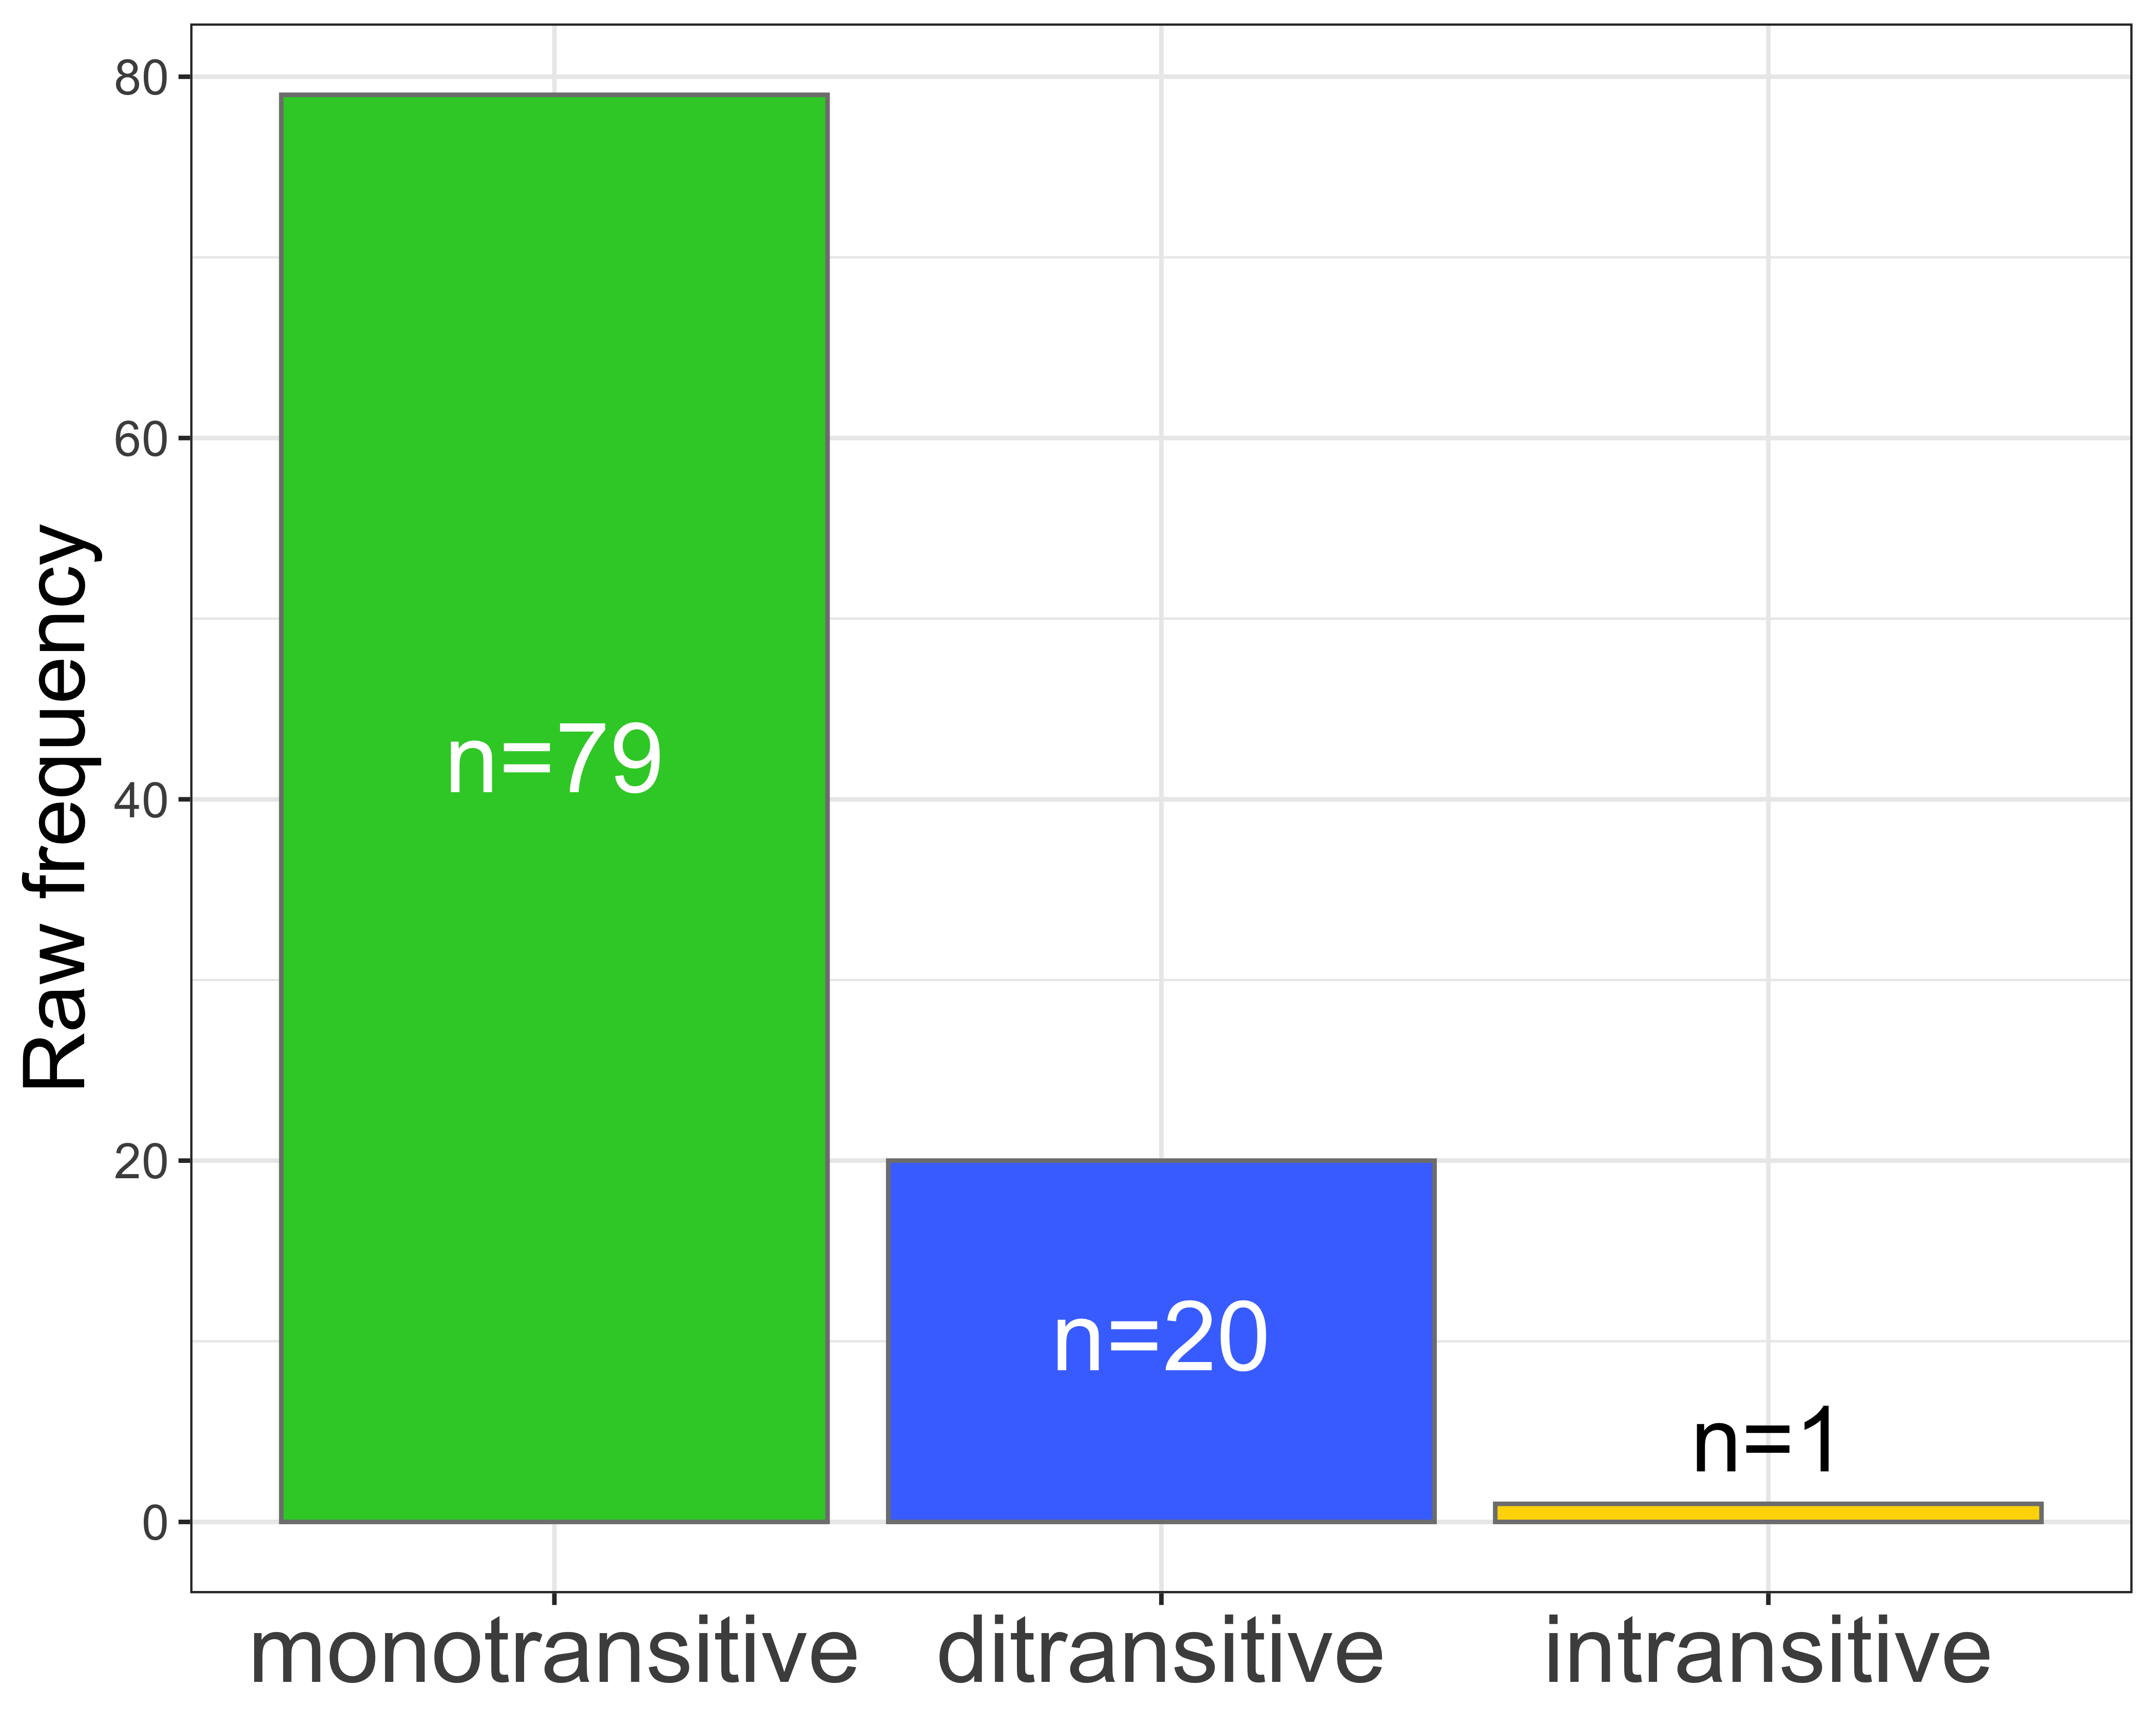 Raw frequency
80
60
40
20
0
n=79
n=20
n=1
monotransitive ditransitive intransitive